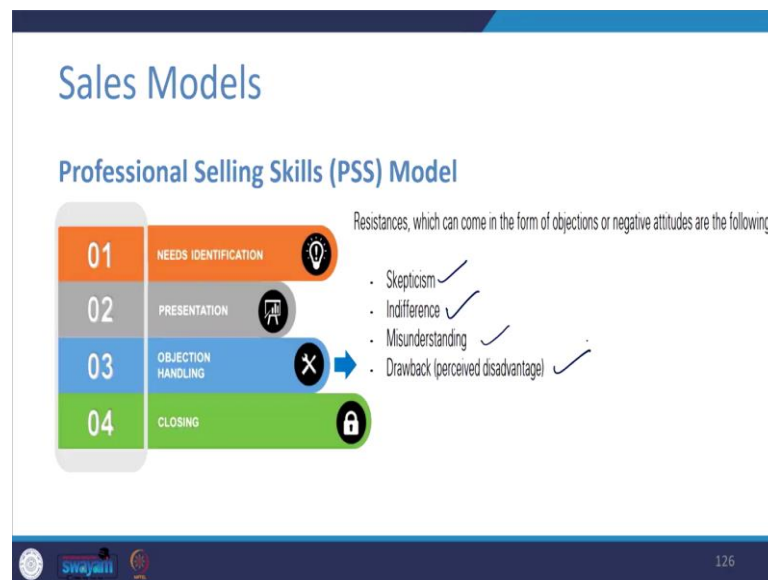 Sales Models
Professional Selling Skills (PSS) Model
01 NEEDS IDENTIFICATION
02 PRESENTATION
03 OBJECTION
HANDLING
04 CLOSING
Resistances, which can come in the form of objections or negative attitudes are the following
- Skepticism
- Indifference
- Misunderstanding
- Drawback (perceived disadvantage)
swayam
126